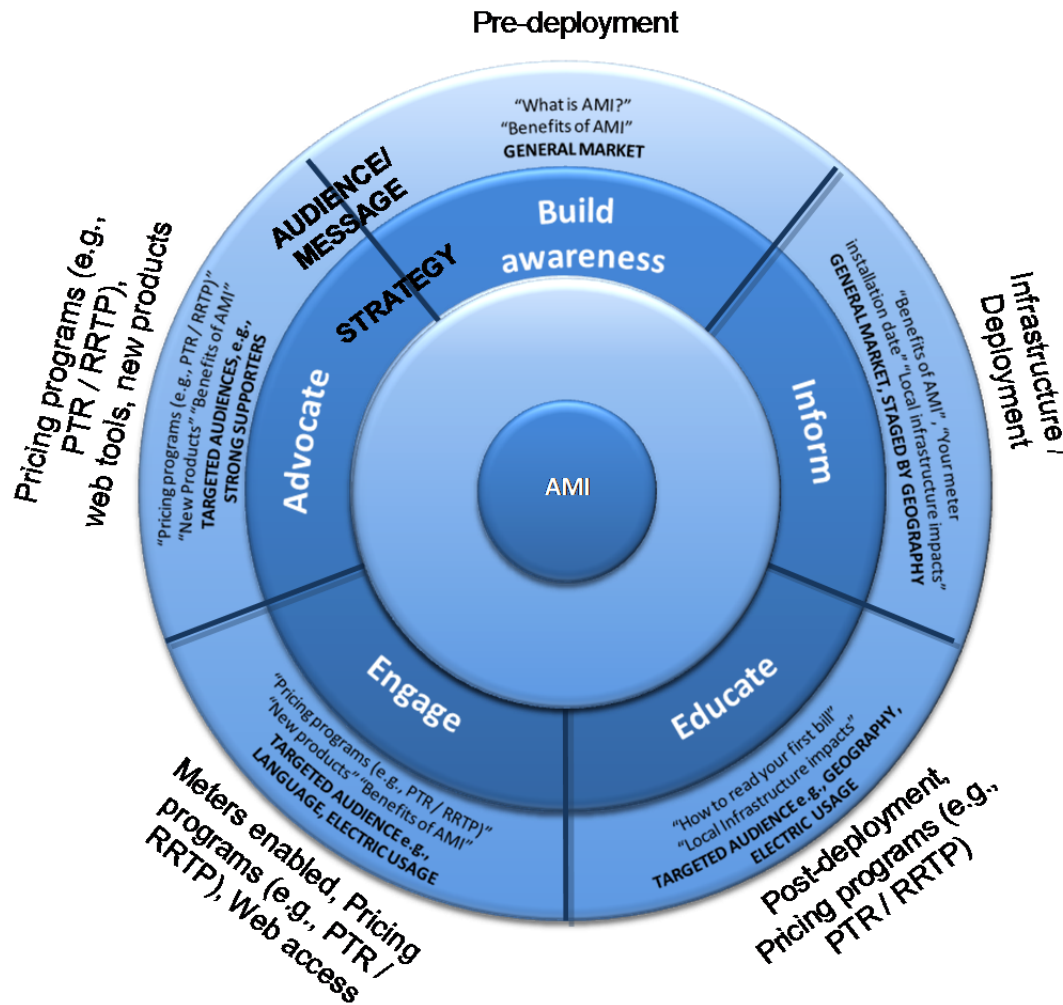 Pre-deployment
“What is AMI?”
“Benefits of AMI”
GENERAL MARKET
AUDIENCE/
MESSAGE
STRATEGY
Build
awareness
Inform
“Benefits of AMI”, “Your meter
installation date” “Local infrastructure impacts”
GENERAL MARKET, STAGED BY GEOGRAPHY
Infrastructure /
Deployment
Educate
“How to read your first bill”
“Local Infrastructure impacts”
TARGETED AUDIENCE e.g., GEOGRAPHY,
ELECTRIC USAGE
Post-deployment,
Pricing programs (e.g.,
PTR / RRTP)
Engage
“Pricing programs (e.g., PTR / RRTP)”
“New products” “Benefits of AMI”
TARGETED AUDIENCE e.g.,
LANGUAGE, ELECTRIC USAGE
Meters enabled, Pricing
programs (e.g., PTR /
RRTP), Web access
Advocate
“Pricing programs (e.g., PTR / RRTP)”
“New Products” “Benefits of AMI”
TARGETED AUDIENCES, e.g.,
STRONG SUPPORTERS
Pricing programs (e.g.,
PTR / RRTP),
web tools, new products
AMI